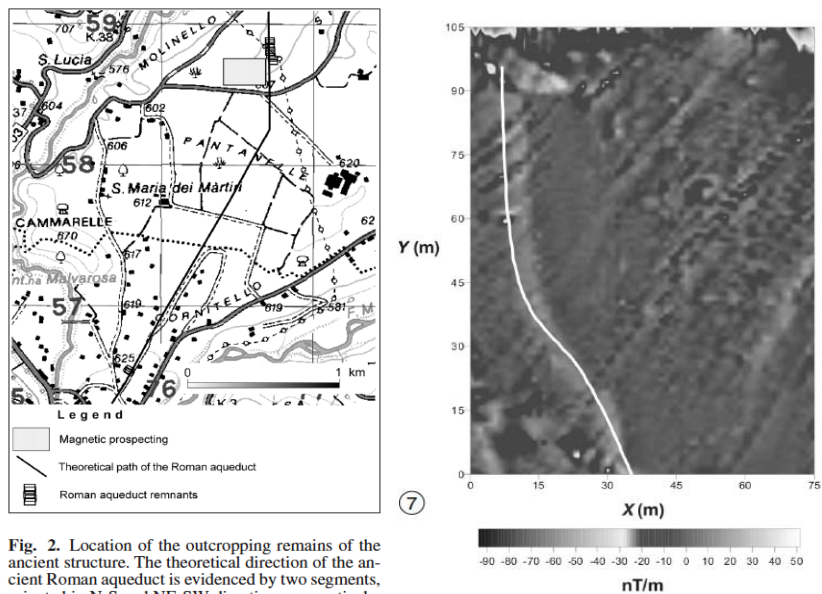 59
707
K.38
S. Lucia
576
MOLINELLO
604
602
37
606
PANTANELLE
58
620
S. Maria dei Màrtiri
612
CAMMARELLE
670
617
62
Malvarosa
57
619
CORNITELLO
819
581
F. M
625
76
0 1 km
Legend
Magnetic prospecting
Theoretical path of the Roman aqueduct
Roman aqueduct remnants
Fig. 2. Location of the outcropping remains of the
ancient structure. The theoretical direction of the an-
cient Roman aqueduct is evidenced by two segments,
105
90
75
60
45
30
15
0
Y (m)
0 15 30 45 60 75
X (m)
7
-90 -80 -70 -60 -50 -40 -30 -20 -10 0 10 20 30 40 50
nT/m